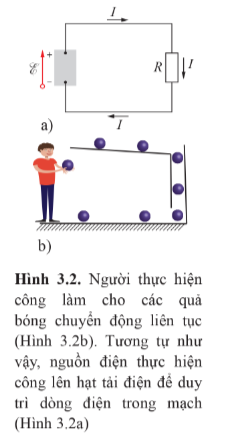 I
ℰ
+
−
R
I
a)
I
b)
Hình 3.2. Người thực hiện
công làm cho các quả
bóng chuyển động liên tục
(Hình 3.2b). Tương tự như
vậy, nguồn điện thực hiện
công lên hạt tải điện để duy
trì dòng điện trong mạch
(Hình 3.2a)